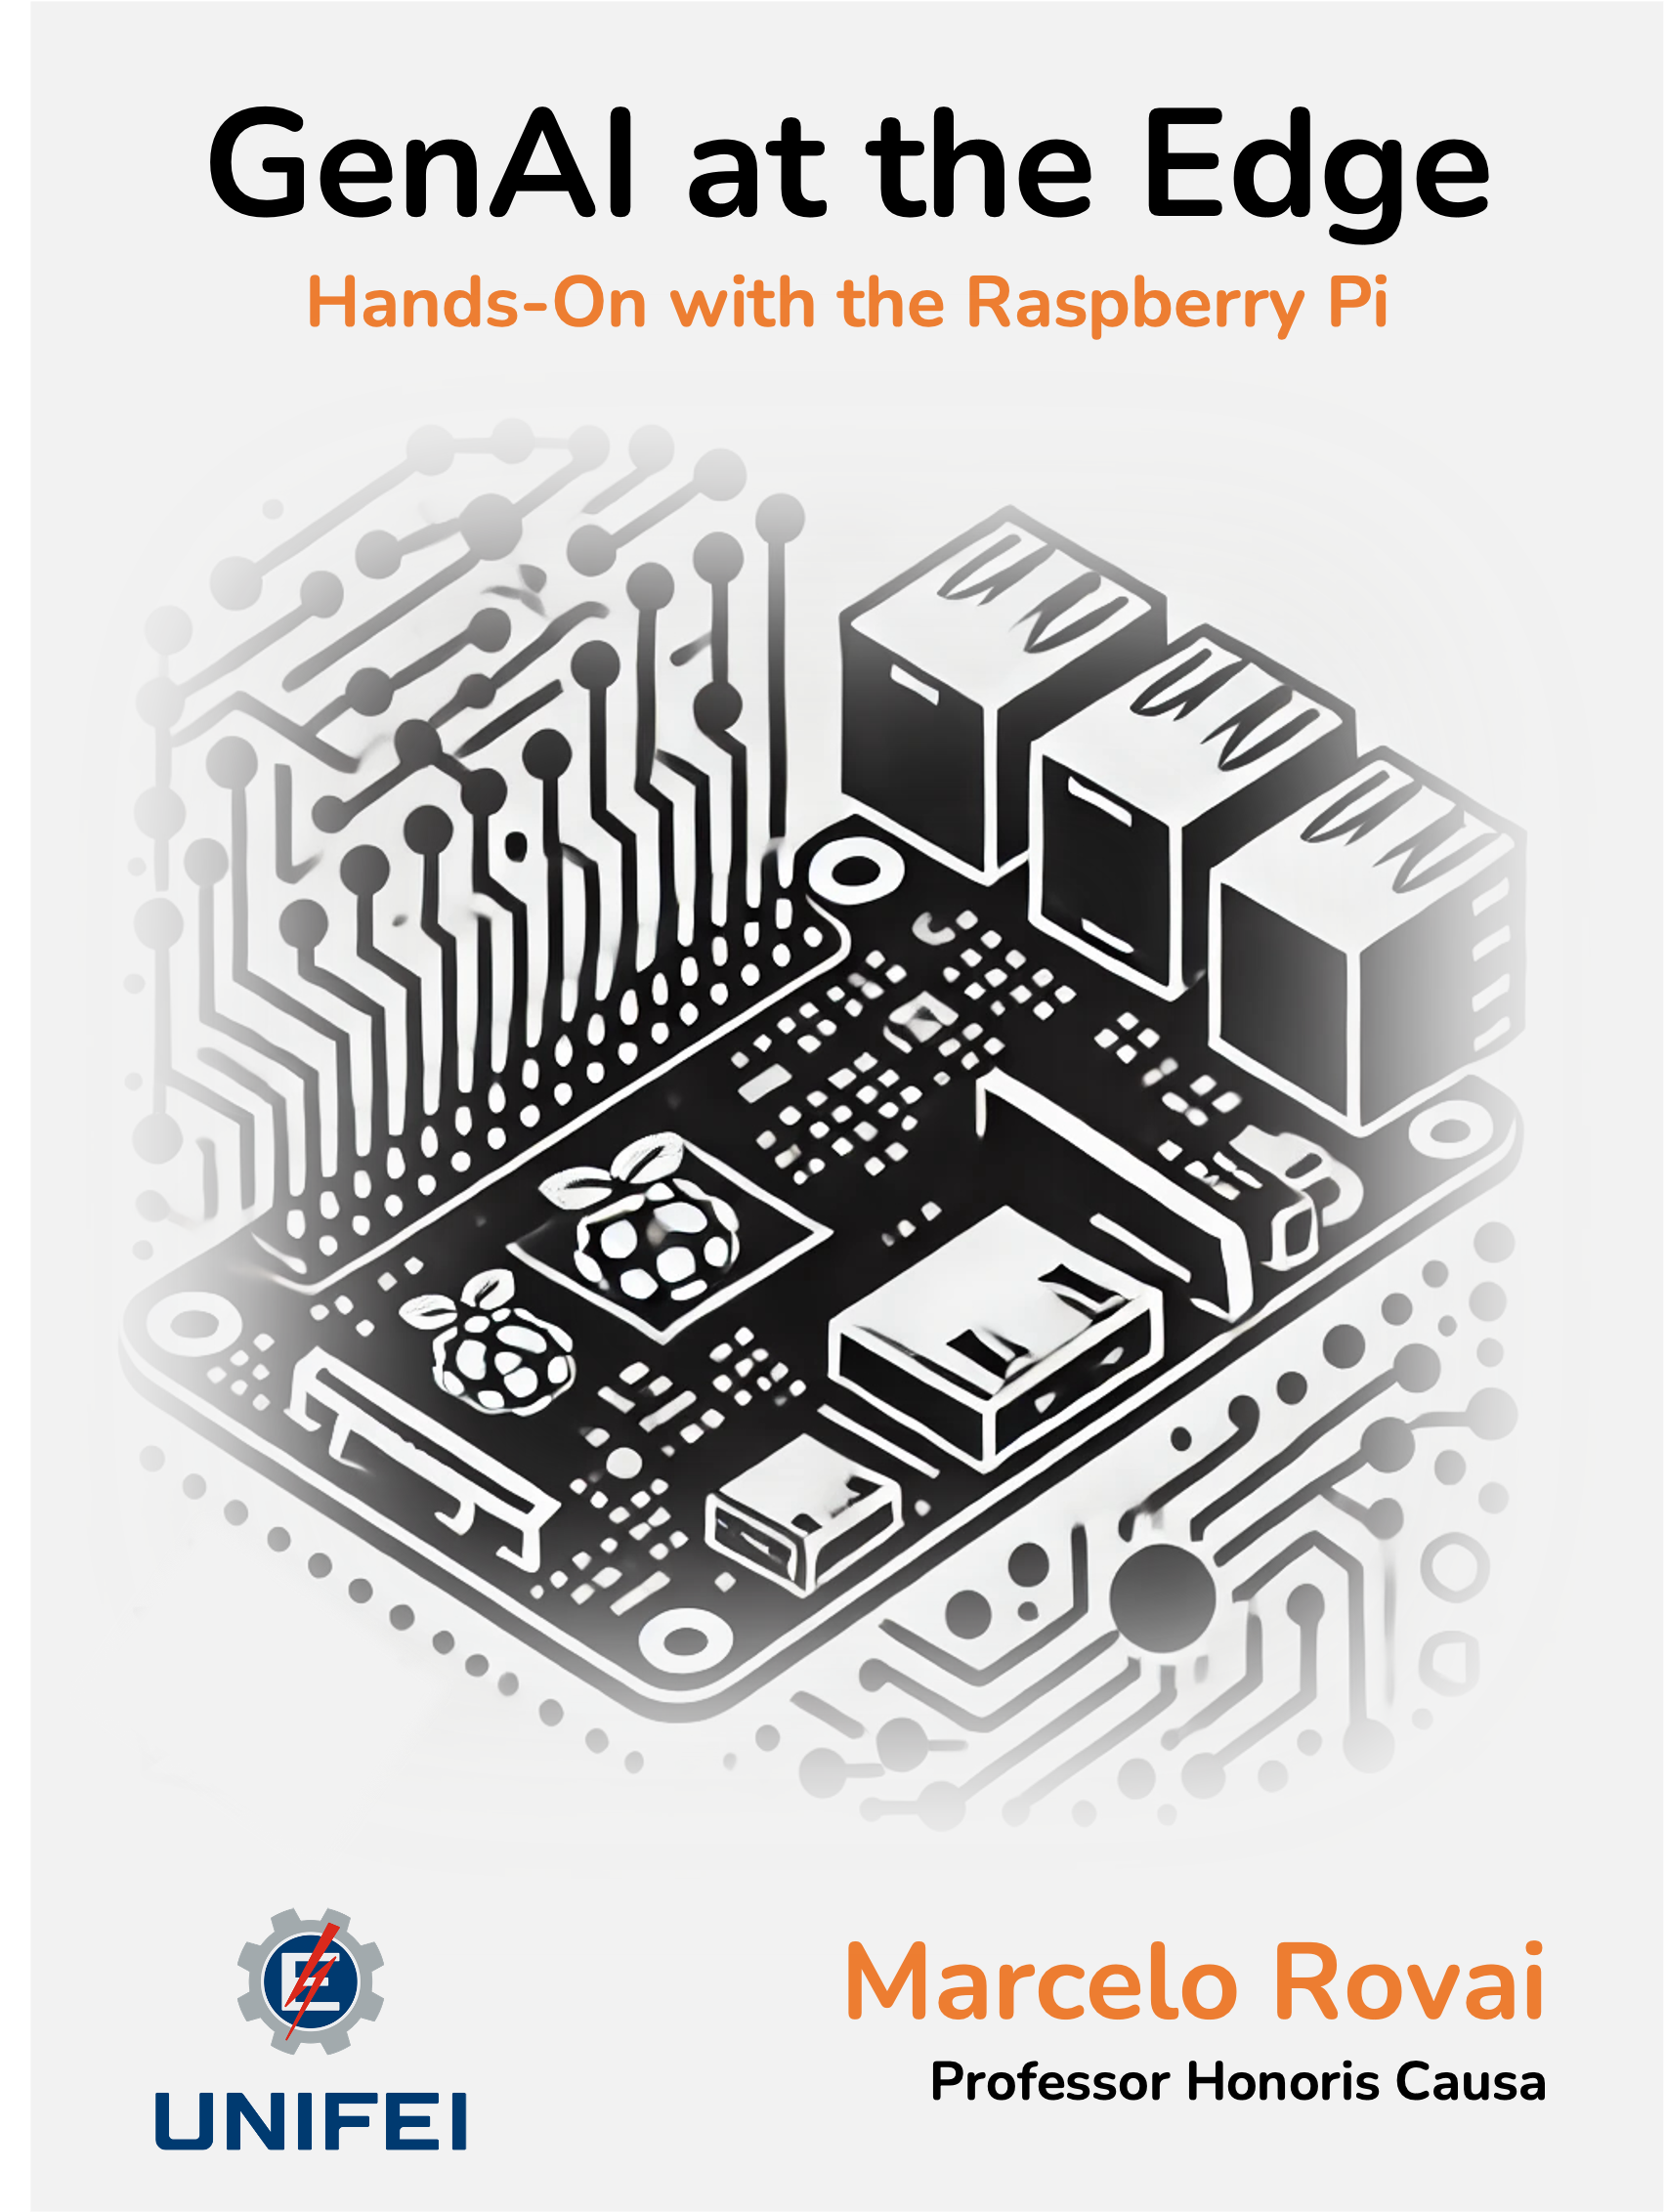 GenAI at the Edge
Hands-On with the Raspberry Pi
Marcelo Rovai
Professor Honoris Causa
E
UNIFEI